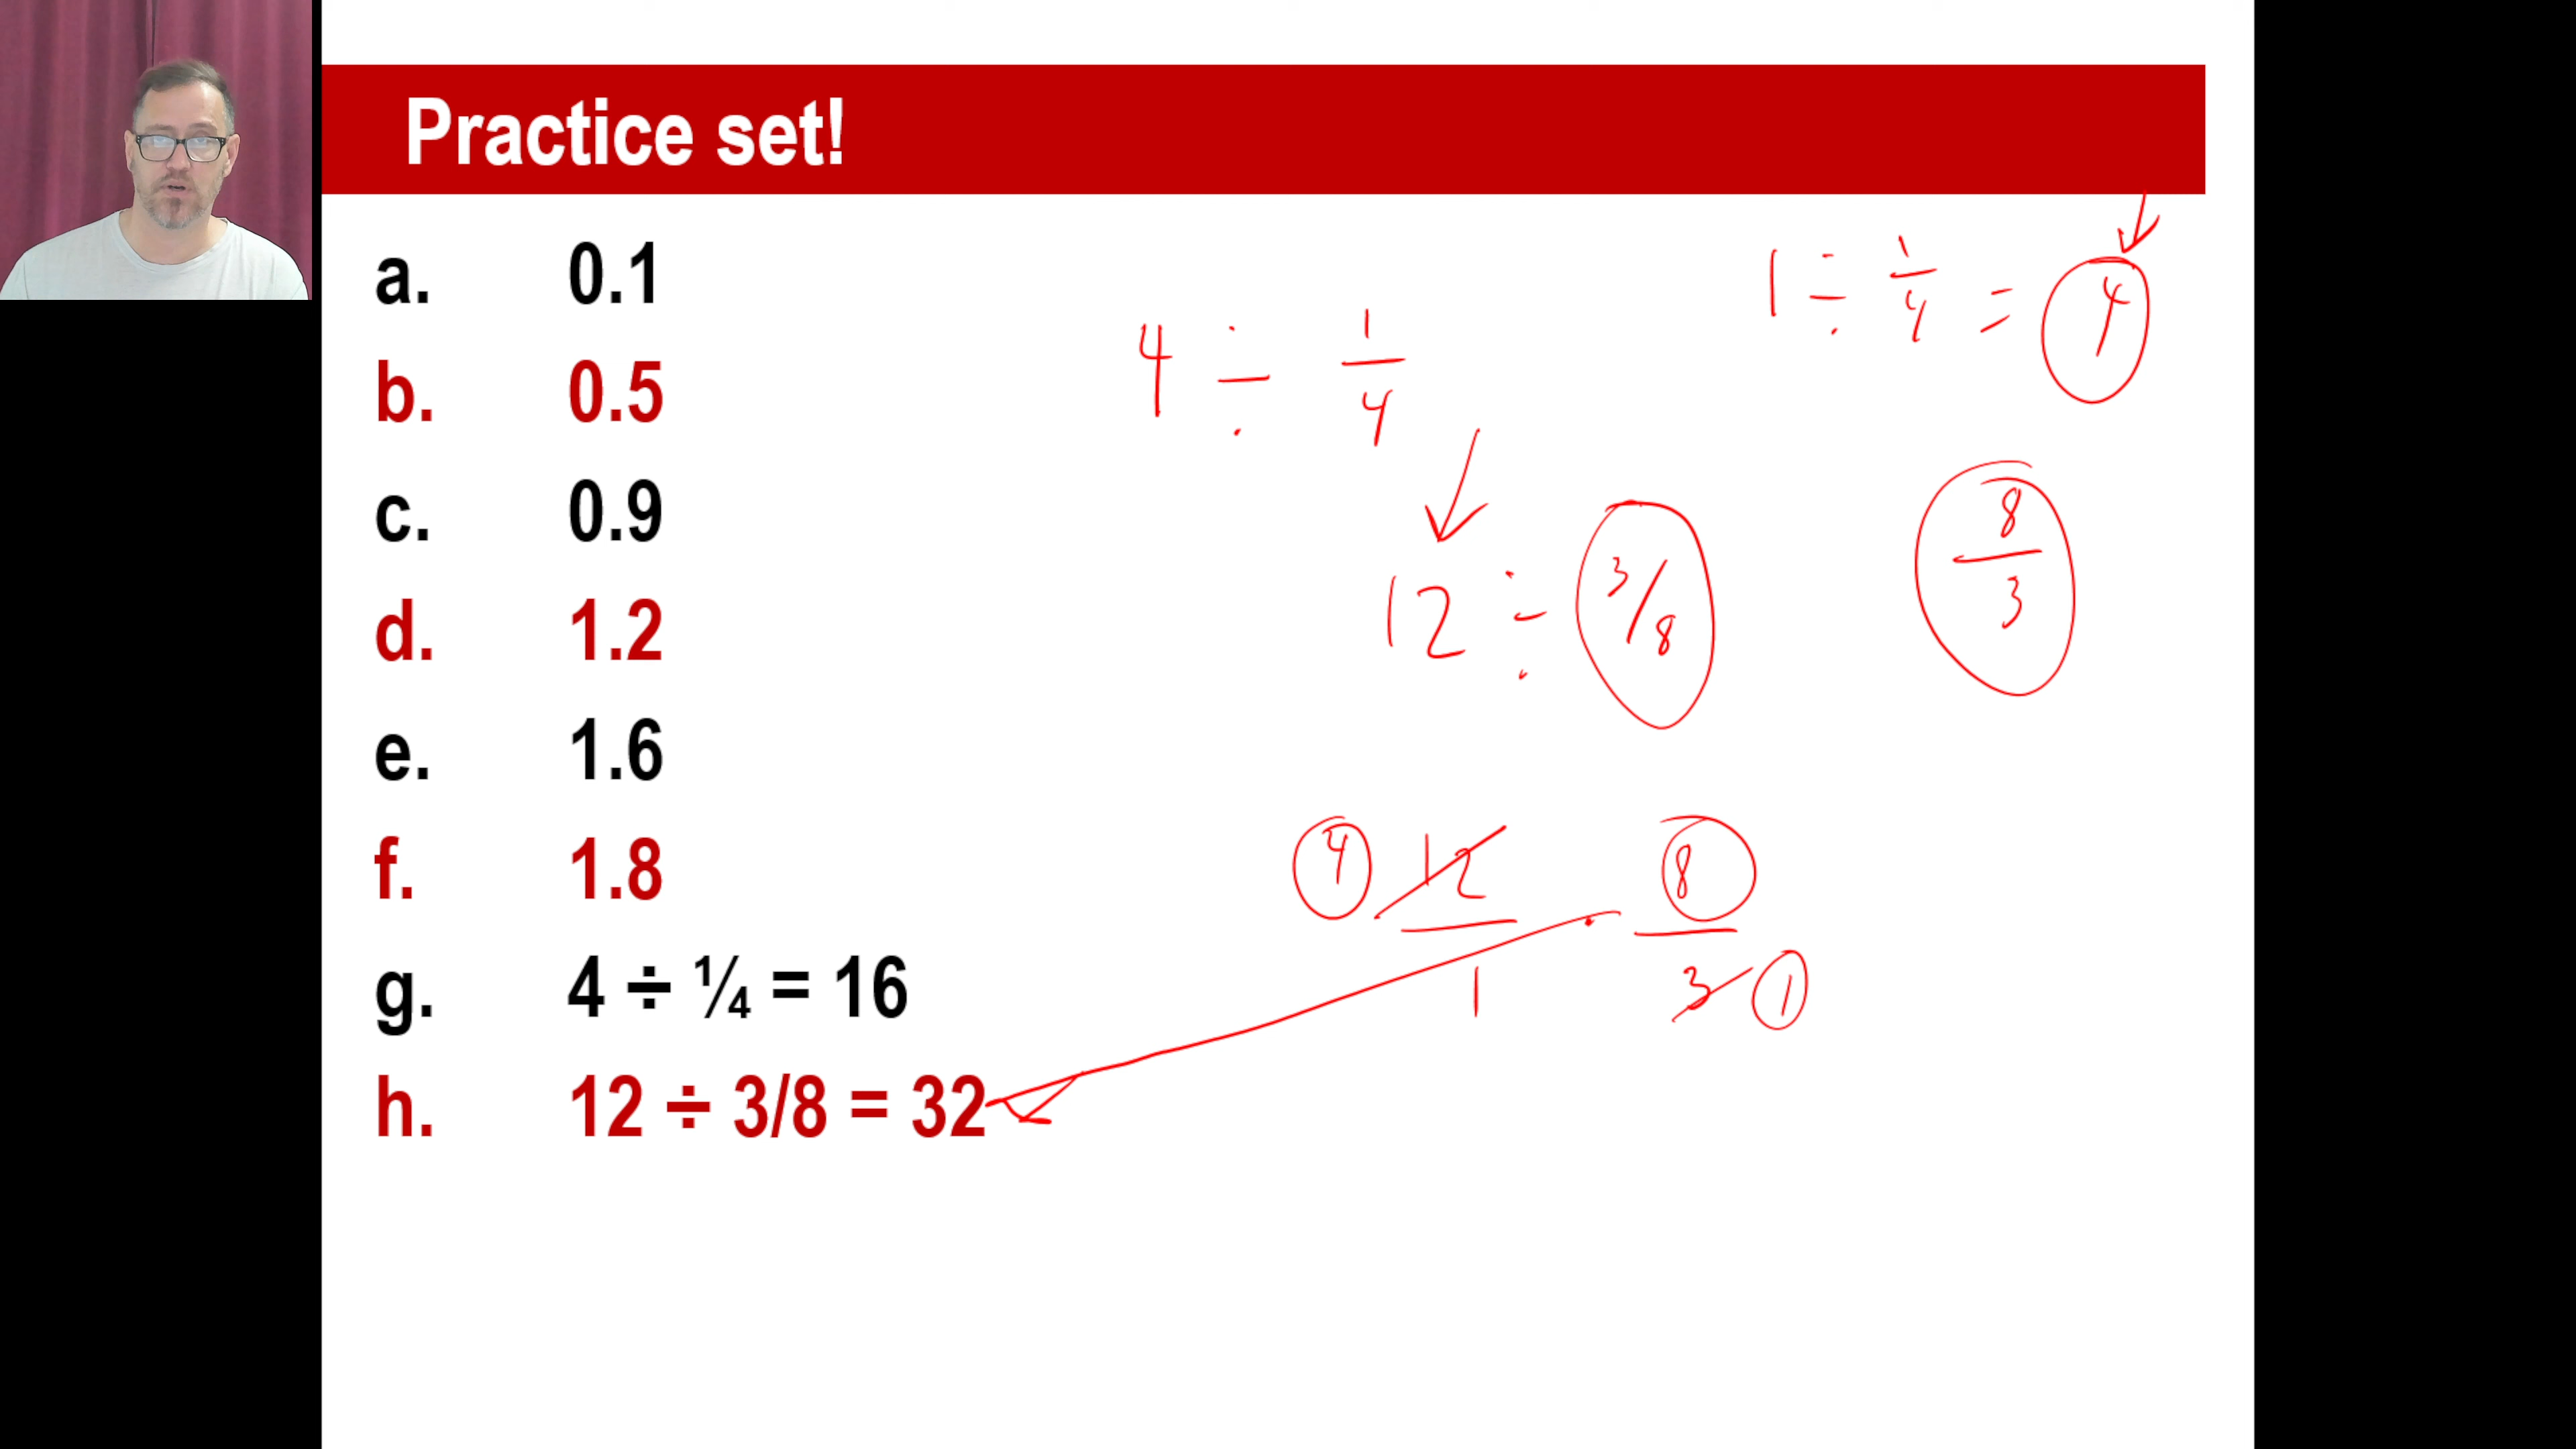 Practice set!
a. 0.1
b. 0.5
c. 0.9
d. 1.2
e. 1.6
f. 1.8
g. 4 ÷ ¼ = 16
h. 12 ÷ 3/8 = 32
4 ÷ 1/4
1 ÷ 1/4 = 4
12 ÷ 3/8
8/3
4 12/1 · 8/3 1